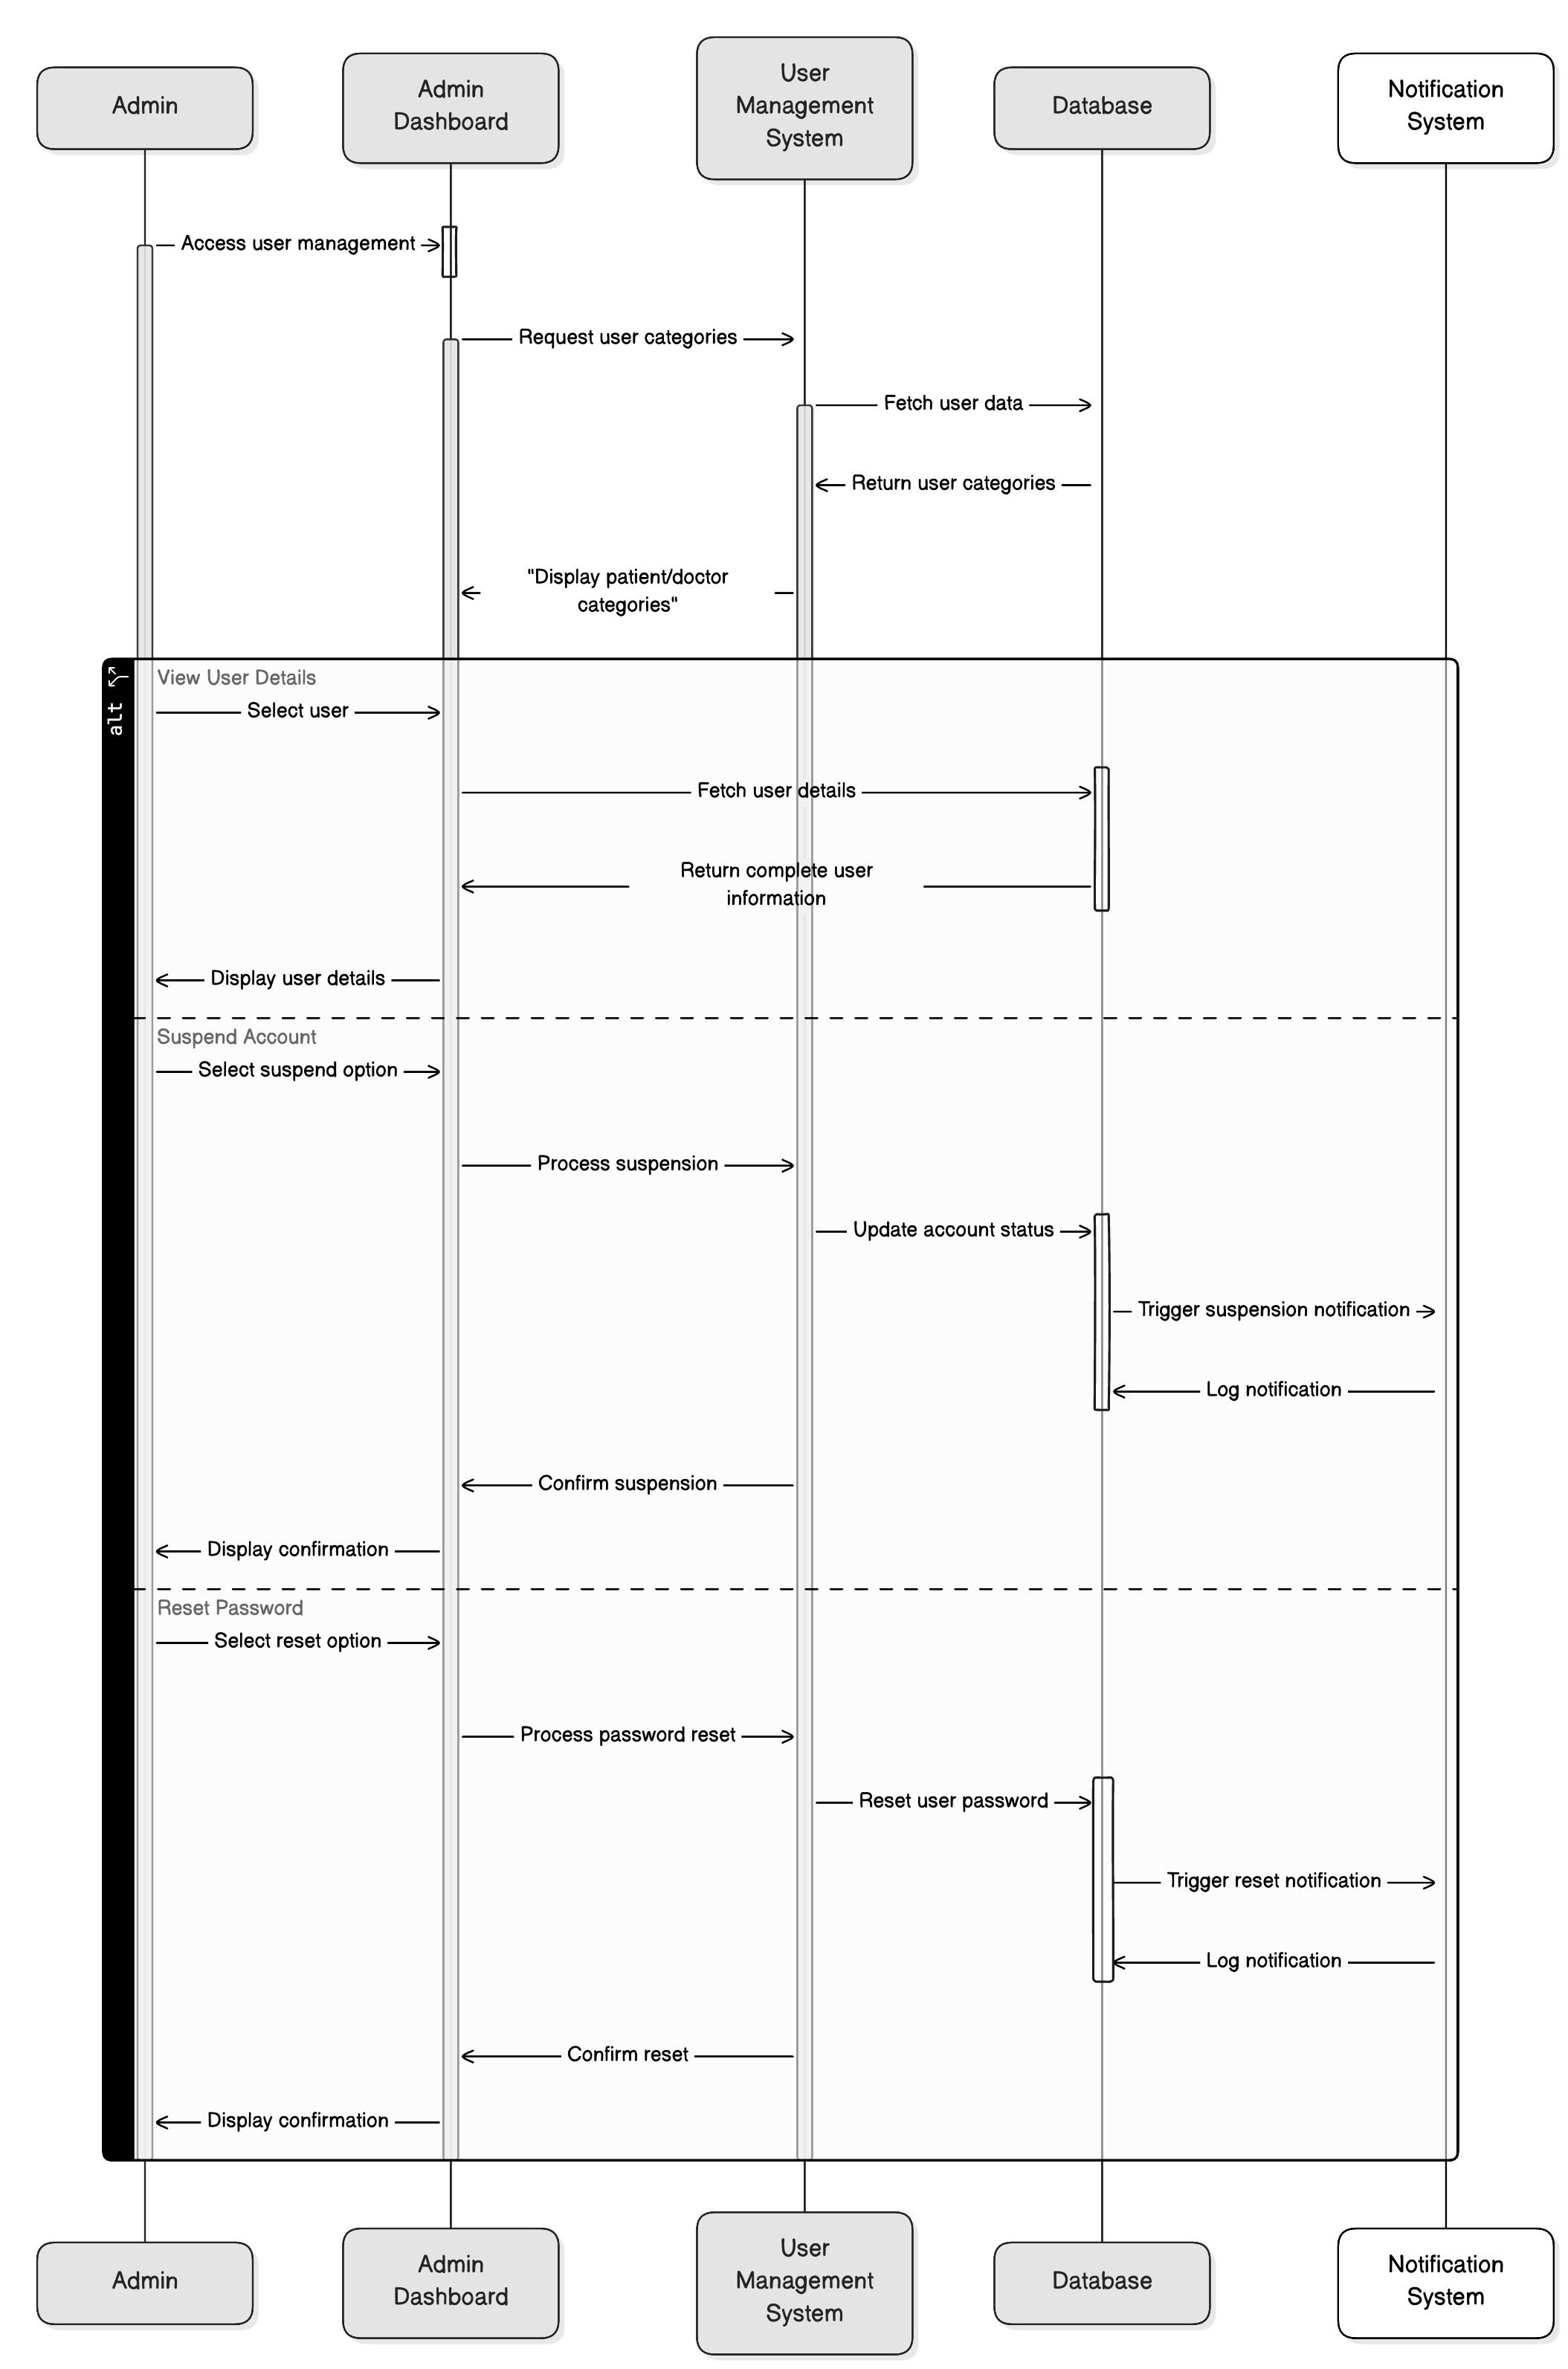 Admin
Admin
Dashboard
User
Management
System
Database
Notification
System
Access user management
Request user categories
Fetch user data
Return user categories
"Display patient/doctor
categories"
alt
View User Details
Select user
Fetch user details
Return complete user
information
Display user details
Suspend Account
Select suspend option
Process suspension
Update account status
Trigger suspension notification
Log notification
Confirm suspension
Display confirmation
Reset Password
Select reset option
Process password reset
Reset user password
Trigger reset notification
Log notification
Confirm reset
Display confirmation
Admin
Admin
Dashboard
User
Management
System
Database
Notification
System